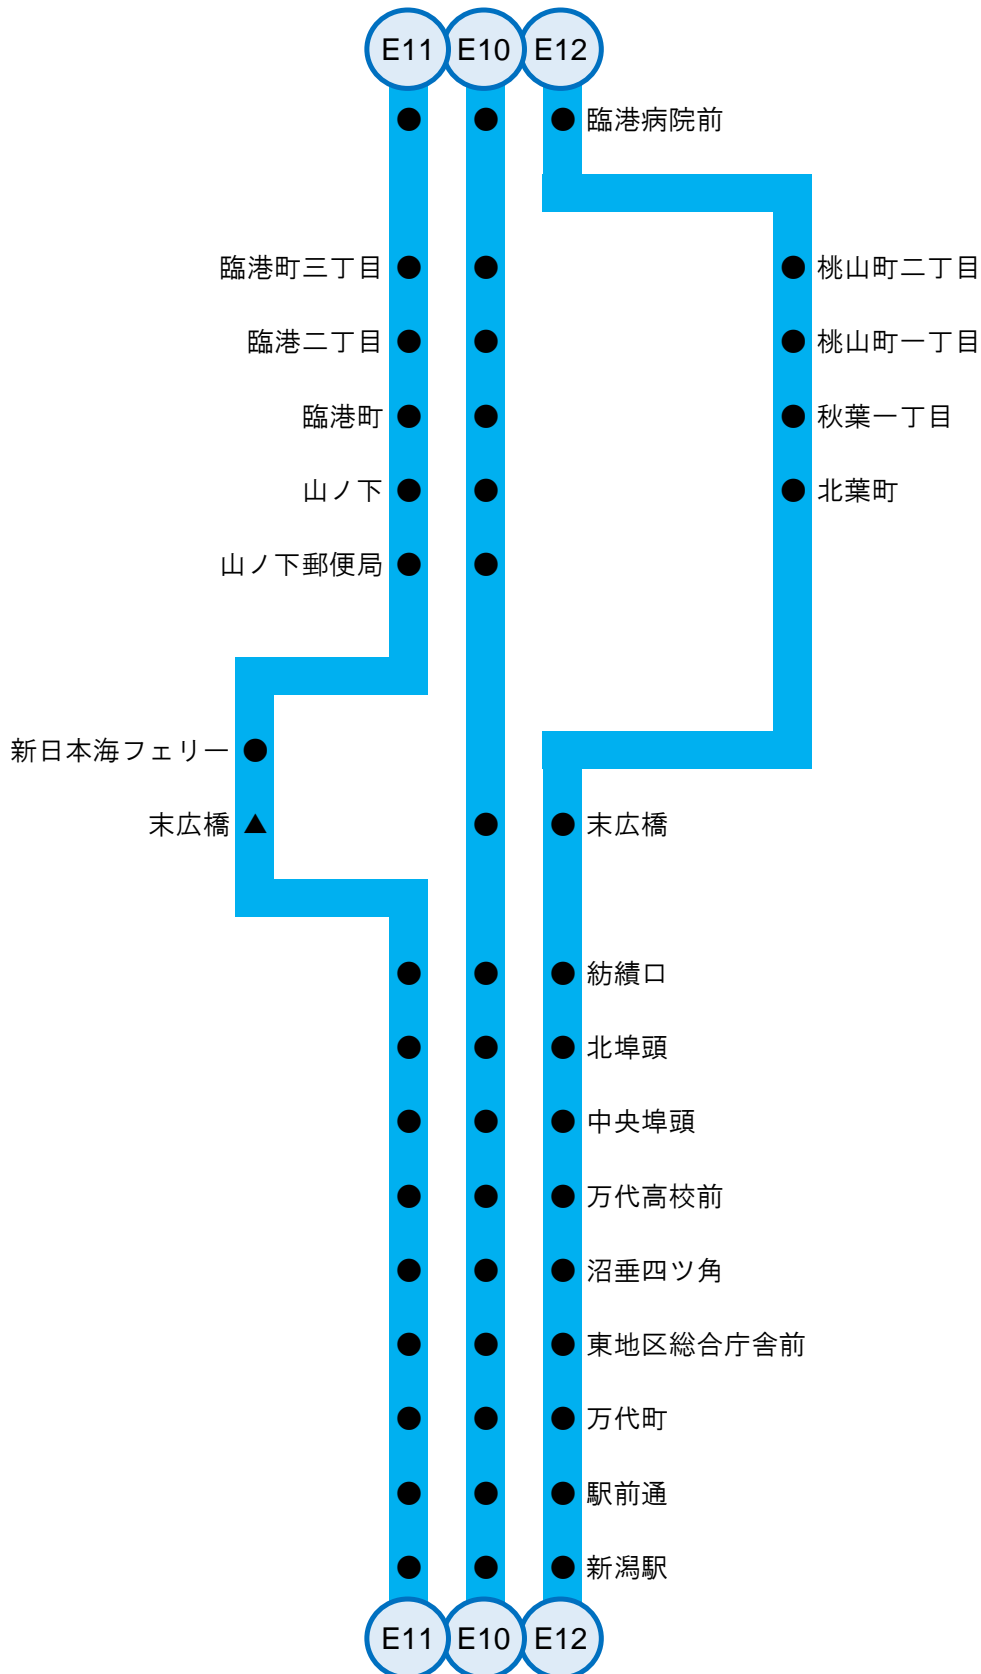 E11 E10 E12
臨港病院前
臨港町三丁目
桃山町二丁目
臨港二丁目
桃山町一丁目
臨港町
秋葉一丁目
山ノ下
北葉町
山ノ下郵便局
新日本海フェリー
末広橋
末広橋
紡績口
北埠頭
中央埠頭
万代高校前
沼垂四ツ角
東地区総合庁舎前
万代町
駅前通
新潟駅
E11 E10 E12